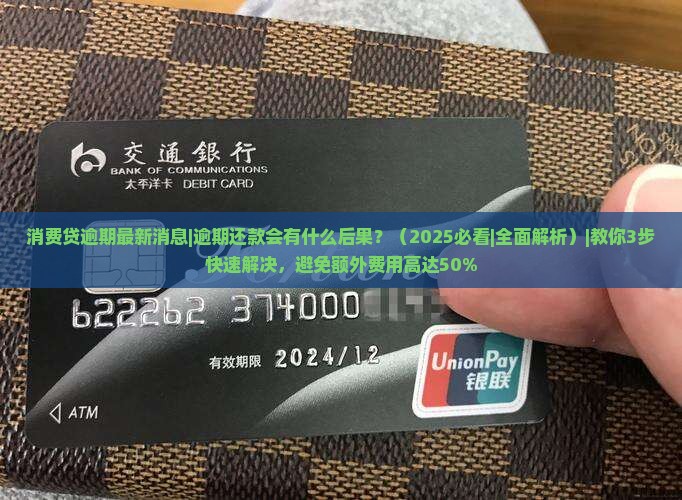 交通銀行
BANK OF COMMUNICATIONS
太平洋卡 DEBIT CARD
消费贷逾期最新消息|逾期还款会有什么后果?（2025必看|全面解析）|教你3步
快速解决，避免额外费用高达50%
622262 374000
有效期限 2024/12
UnionPay
银联
ATM